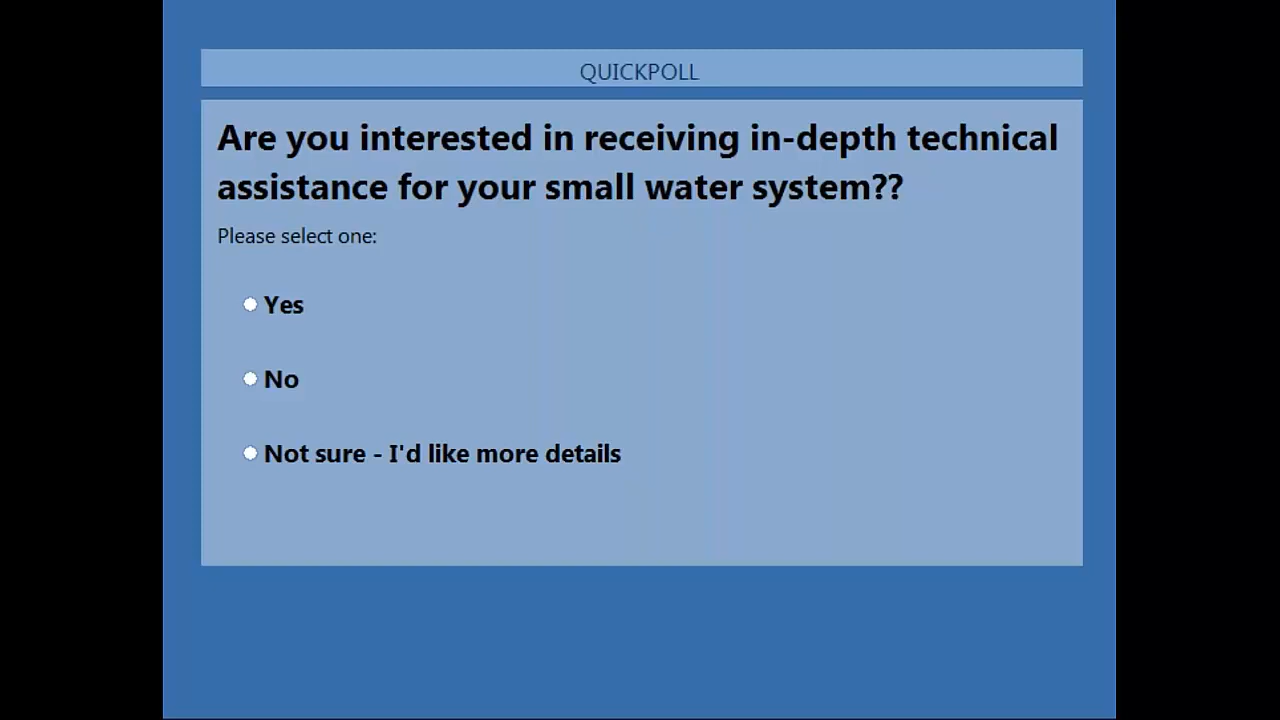 QUICKPOLL
Are you interested in receiving in-depth technical
assistance for your small water system??
Please select one:
Yes
No
Not sure - I'd like more details